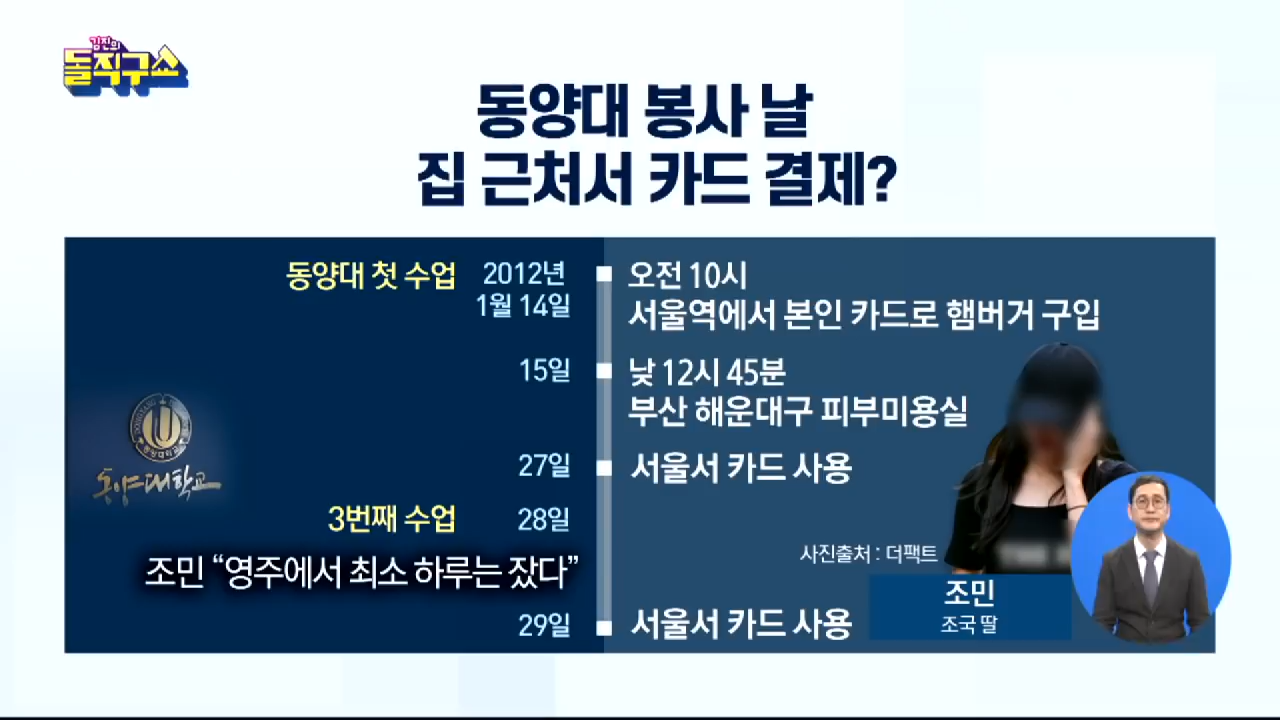 김진의
돌직구쇼
동양대 봉사 날
집 근처서 카드 결제?
동양대 첫 수업 2012년 1월 14일
오전 10시
서울역에서 본인 카드로 햄버거 구입
15일
낮 12시 45분
부산 해운대구 피부미용실
27일 서울서 카드 사용
3번째 수업 28일
조민 “영주에서 최소 하루는 잤다”
29일 서울서 카드 사용
동양대학교
사진출처 : 더팩트
조민
조국 딸